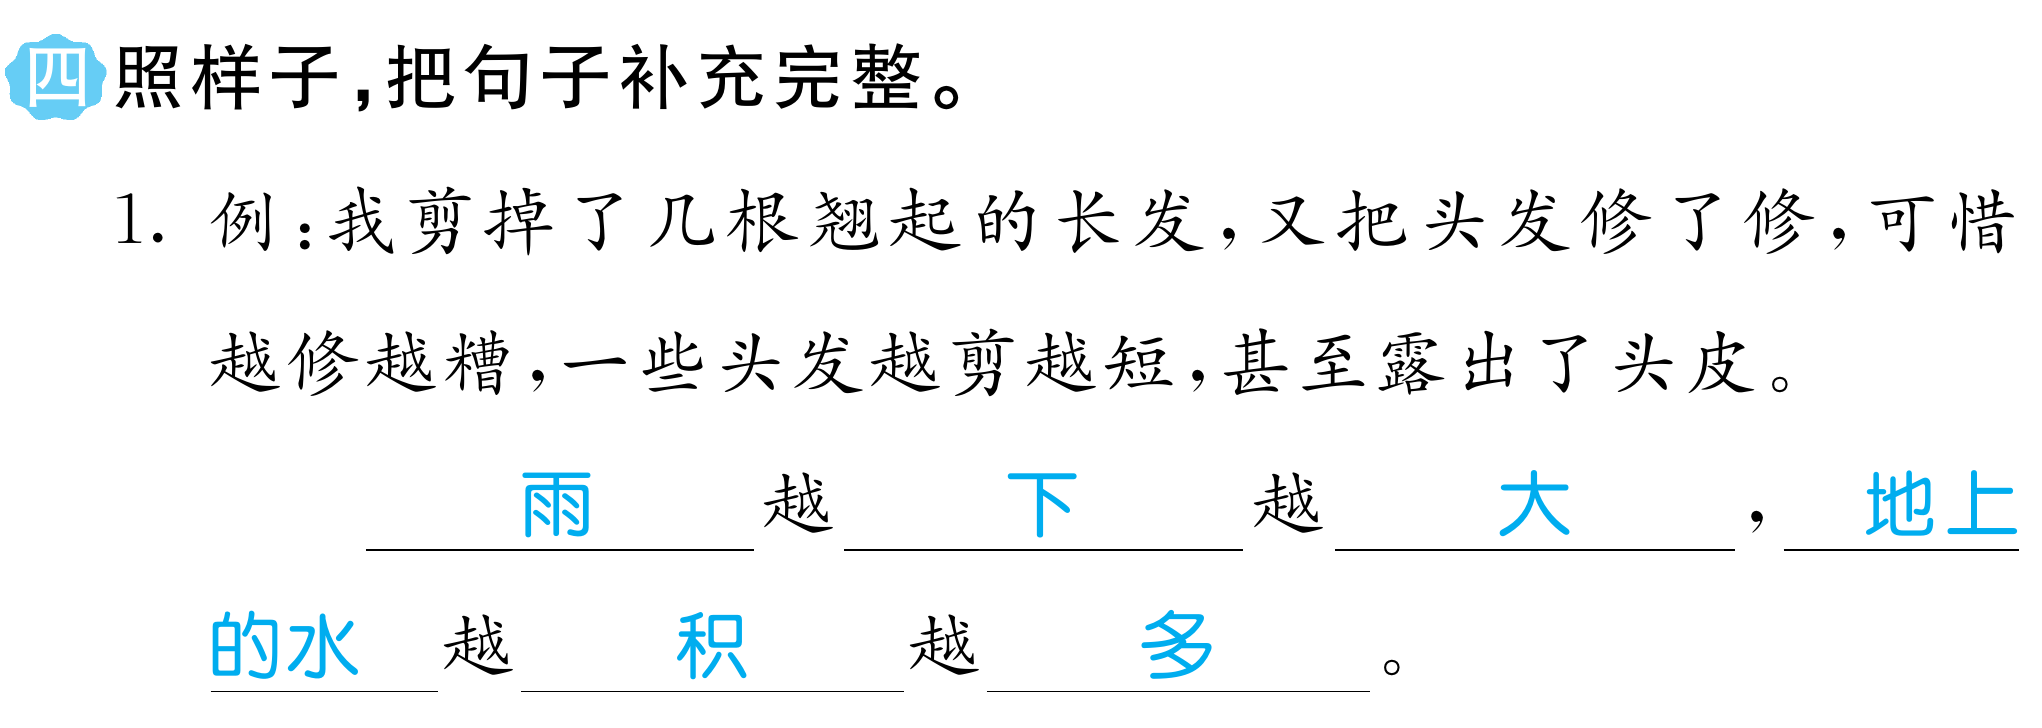 四 照样子,把句子补充完整。
1. 例:我剪掉了几根翘起的长发,又把头发修了修,可惜
越修越糟,一些头发越剪越短,甚至露出了头皮。
雨 越 下 越 大 , 地上
的水 越 积 越 多 。